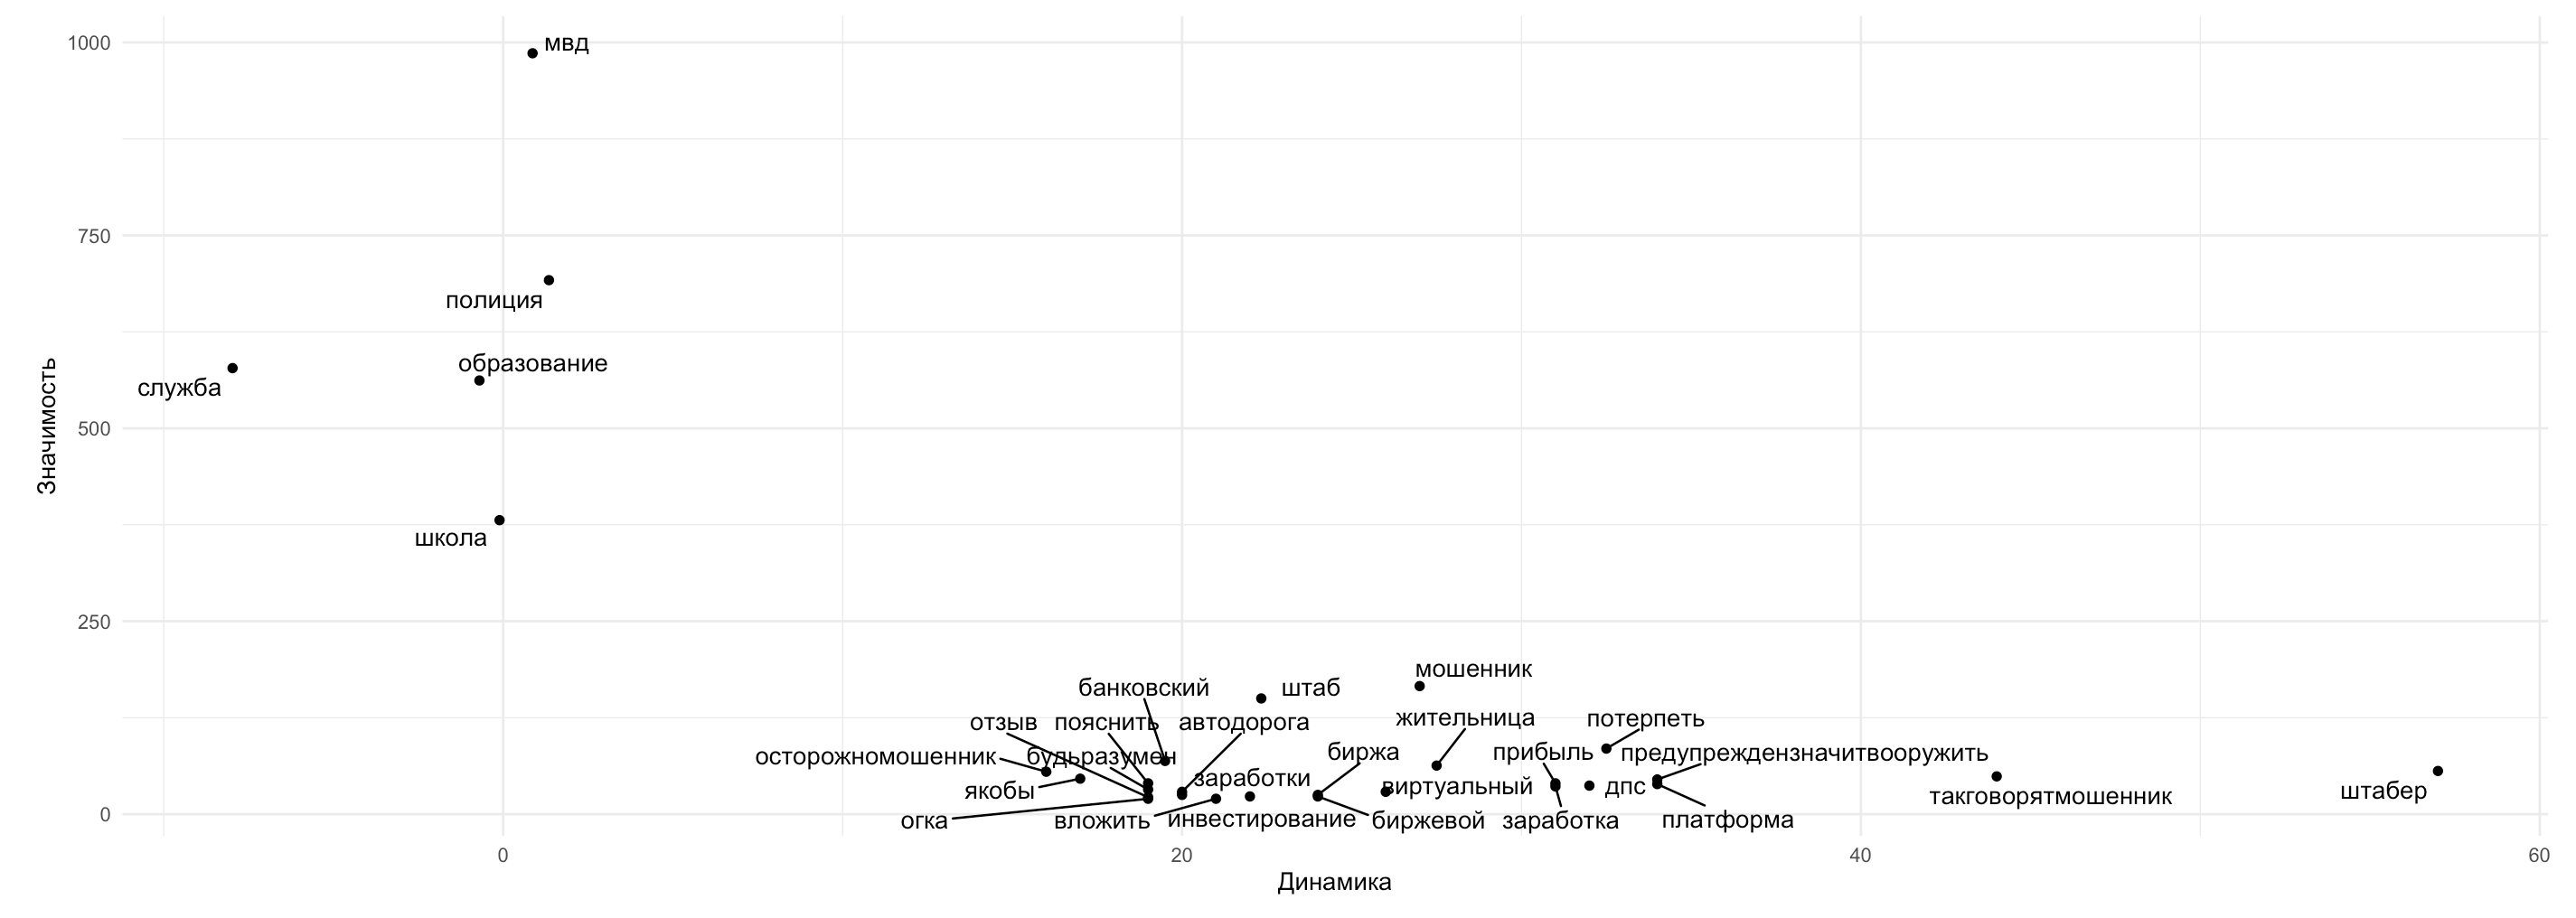 1000
мвд
750
полиция
образование
служба
Значимость
500
школа
250
мошенник
банковский
штаб
отзыв
пояснить
автодорога
жительница
потерпеть
осторожномошенник
будьразумен
биржа
прибыль
предупреждензначитвооружить
якобы
заработки
виртуальный
дпс
такговорятмошенник
штабер
огка
вложить
инвестирование
биржевой
заработка
платформа
0
0
20
40
60
Динамика